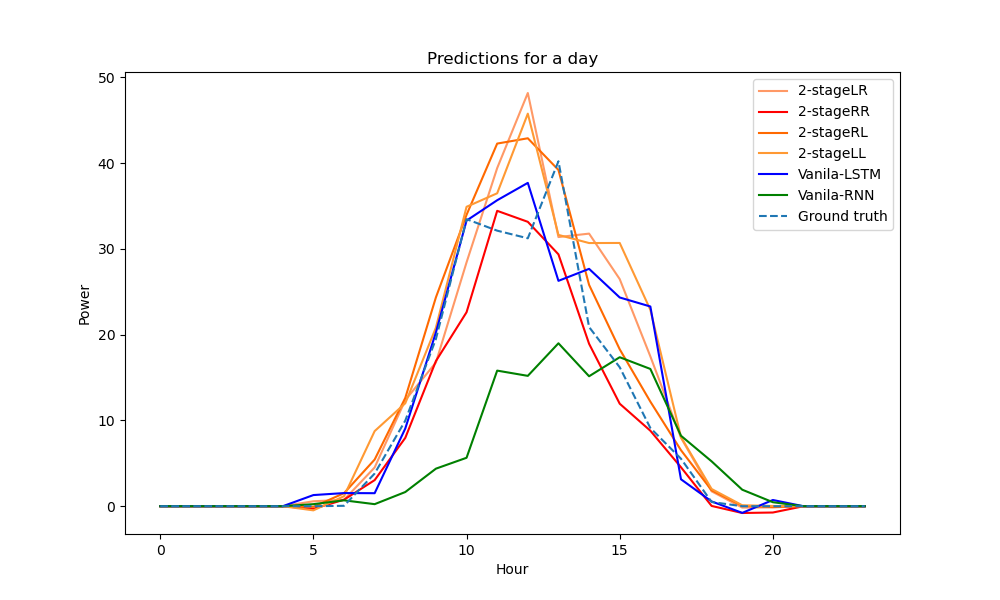 Predictions for a day
50
40
30
20
10
0
Power
0 5 10 15 20
Hour
2-stageLR
2-stageRR
2-stageRL
2-stageLL
Vanila-LSTM
Vanila-RNN
Ground truth